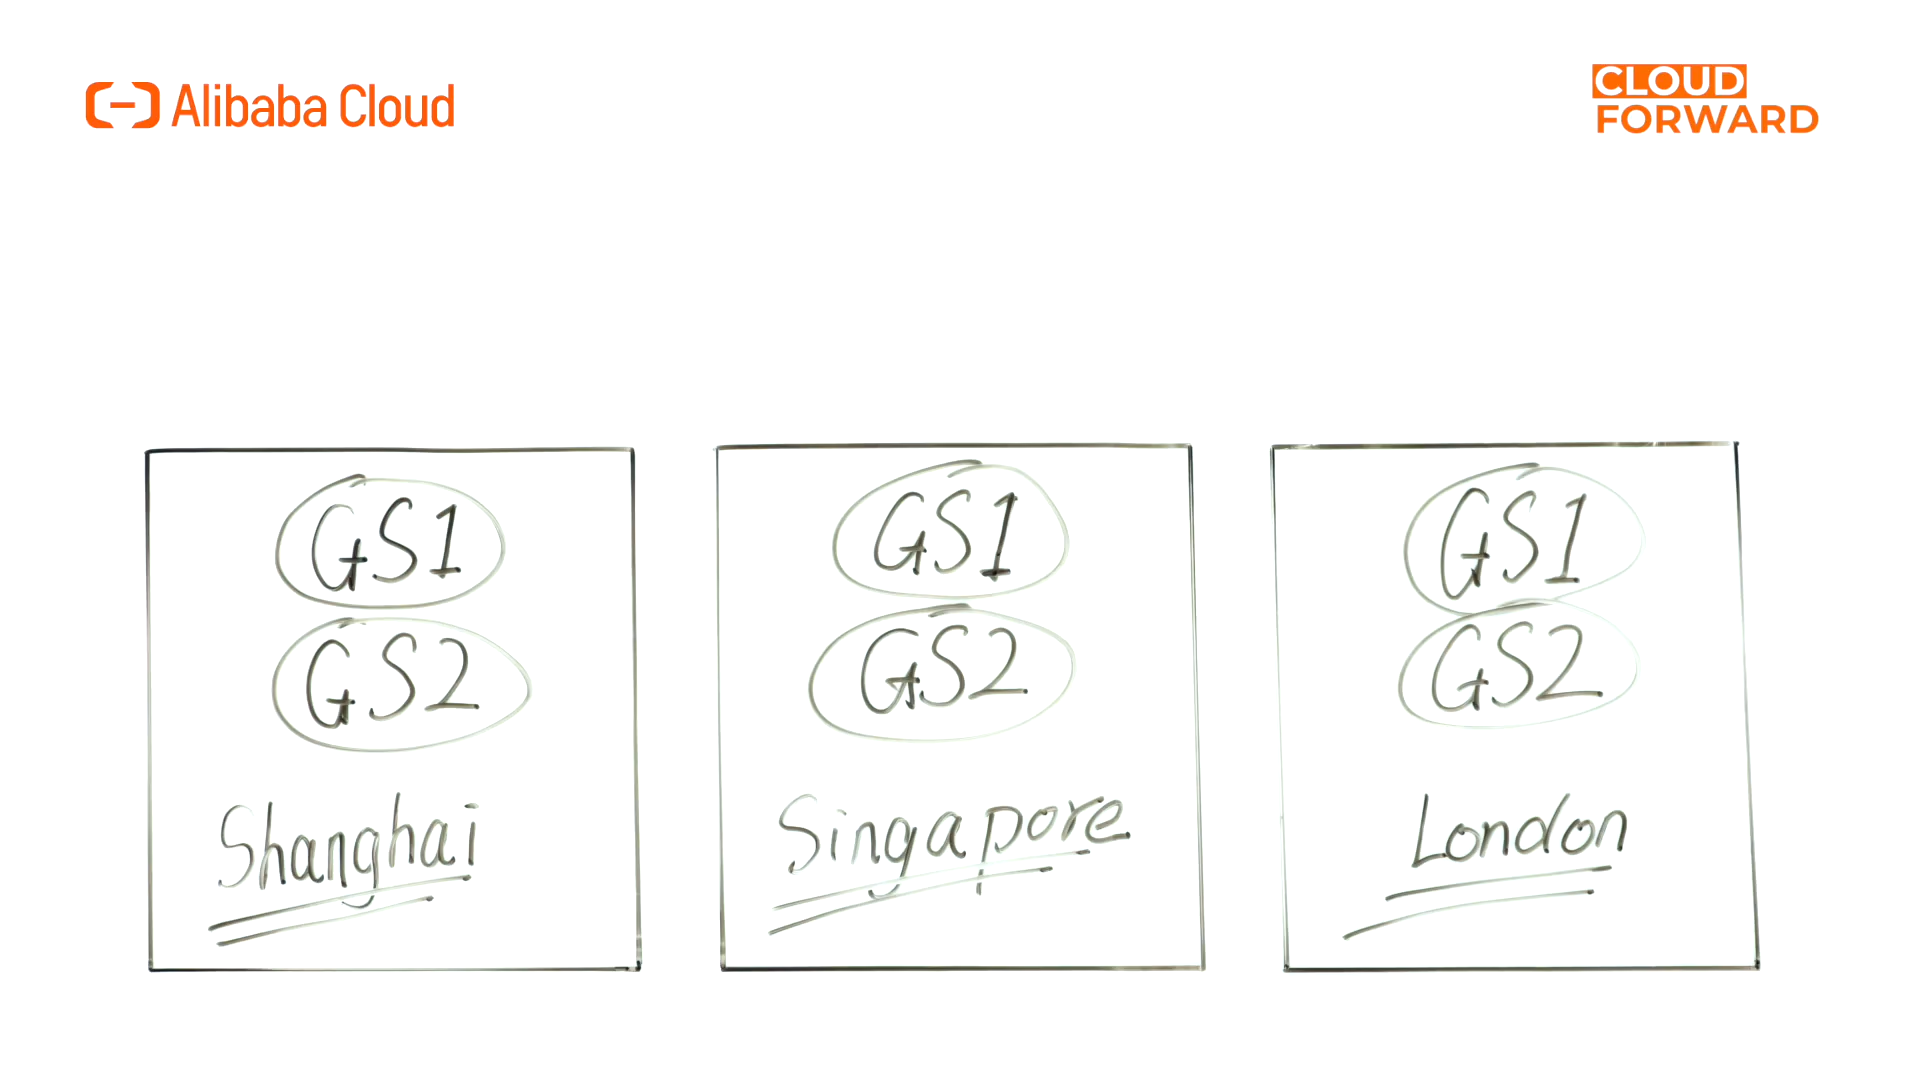 Alibaba Cloud
CLOUD
FORWARD
GS1
GS2
Shanghai
GS1
GS2
Singapore
GS1
GS2
London